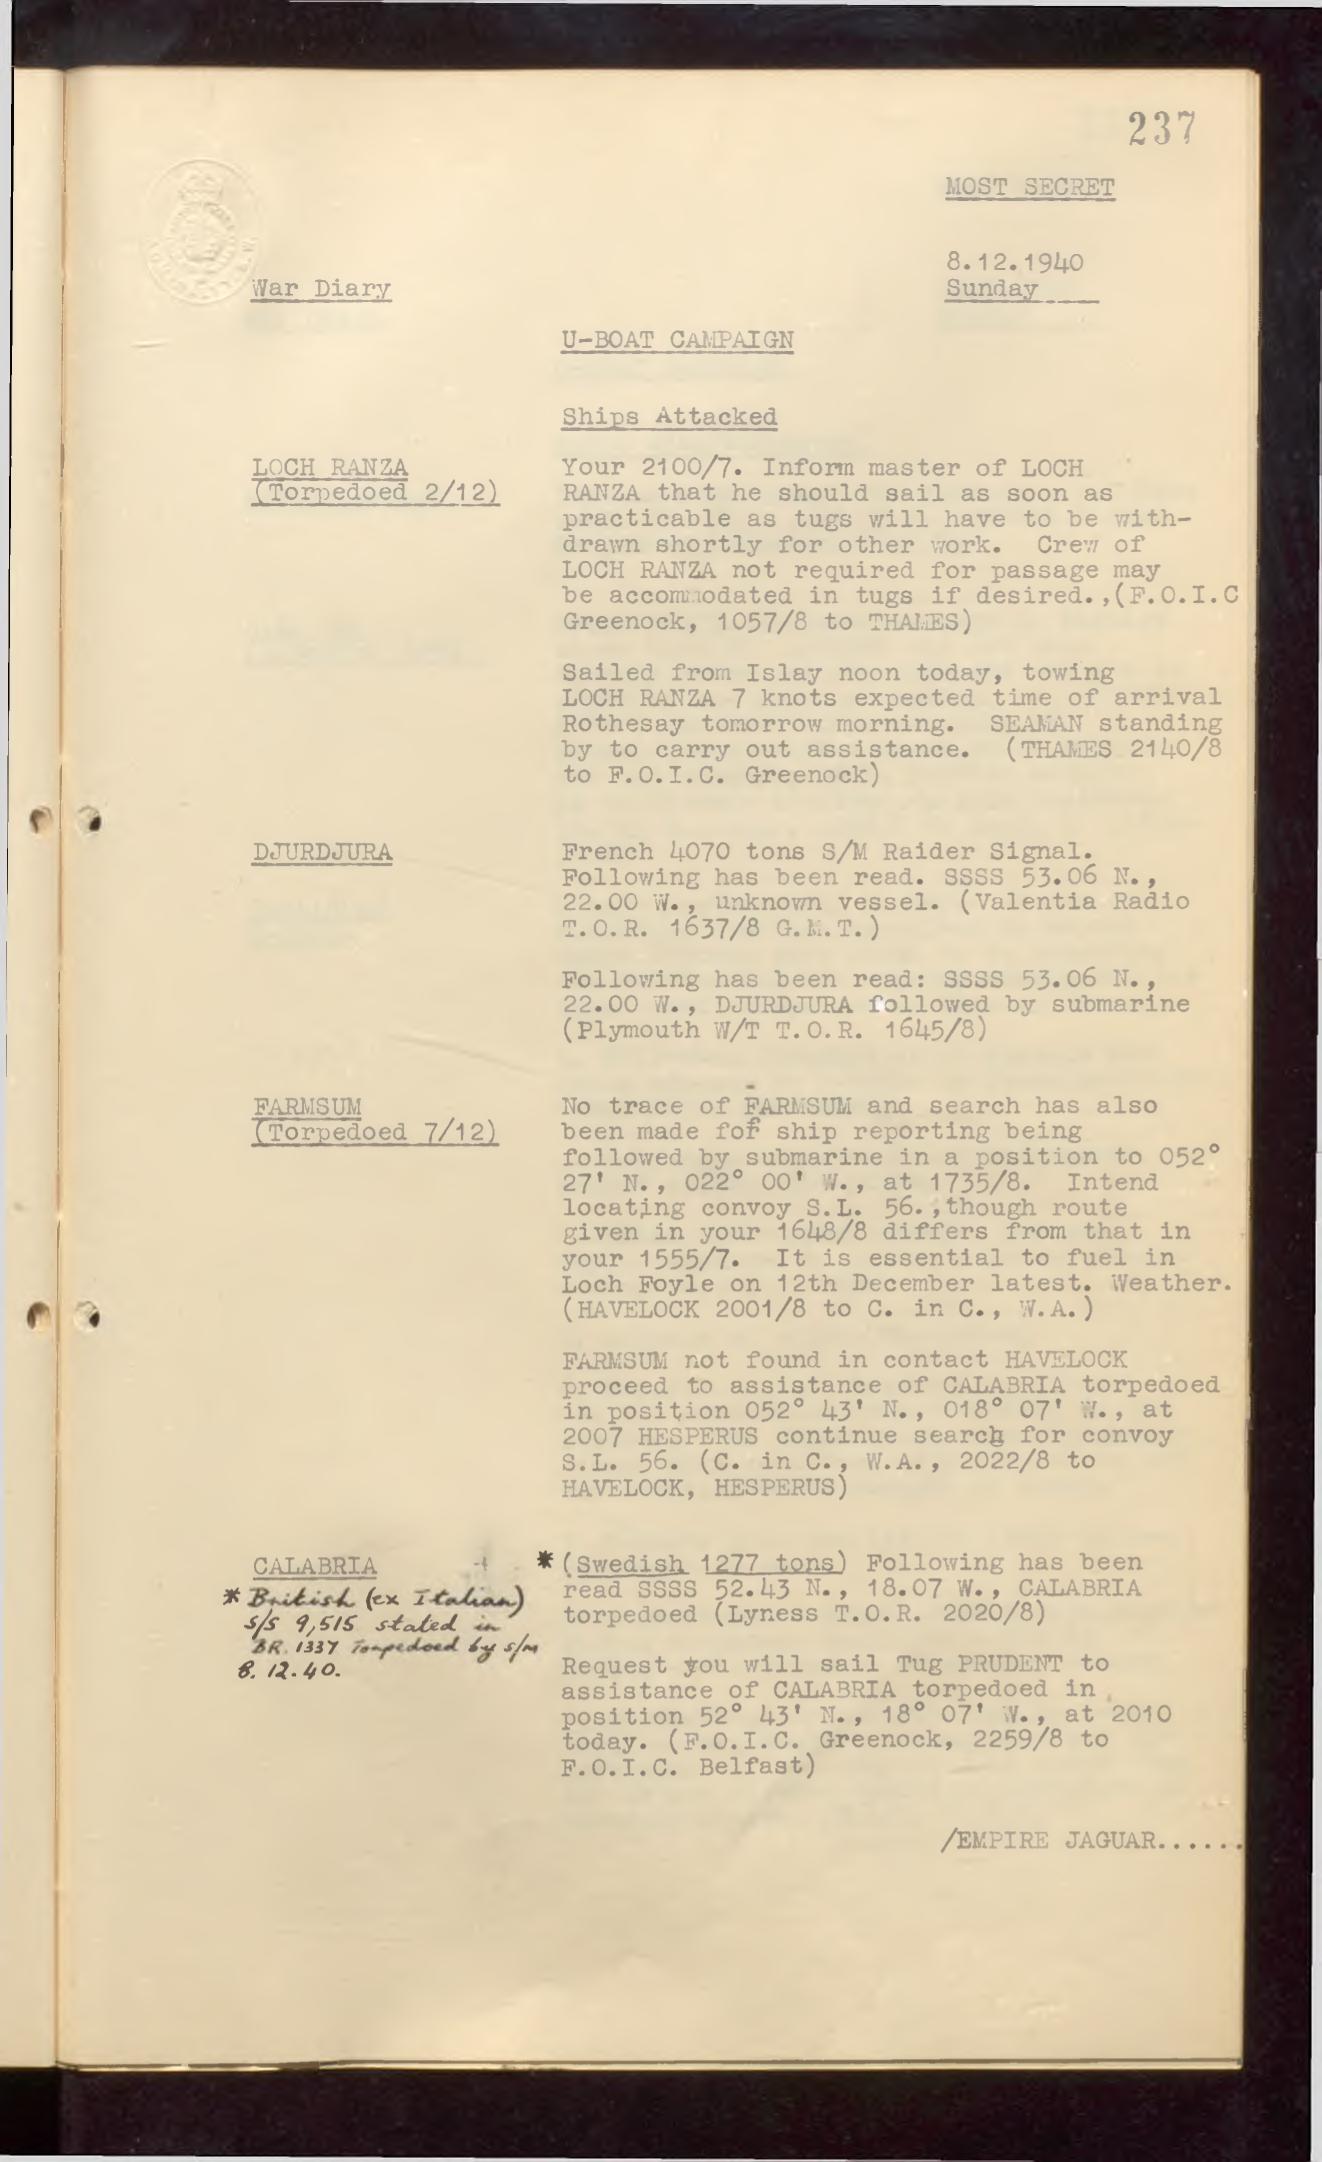 237
MOST SECRET
8.12.1940
War Diary
Sunday
U-BOAT CAMPAIGN
Ships Attacked
LOCH RANZA
(Torpedoed 2/12)
Your 2100/7. Inform master of LOCH
RANZA that he should sail as soon as
practicable as tugs will have to be with-
drawn shortly for other work. Crew of
LOCH RANZA not required for passage may
be accommodated in tugs if desired.,(F.O.I.C
Greenock, 1057/8 to THAMES)
Sailed from Islay noon today, towing
LOCH RANZA 7 knots expected time of arrival
Rothesay tomorrow morning. SEAMAN standing
by to carry out assistance. (THAMES 2140/8
to F.O.I.C. Greenock)
DJURDJURA
French 4070 tons S/M Raider Signal.
Following has been read. SSSS 53.06 N.,
22.00 W., unknown vessel. (Valentia Radio
T.O.R. 1637/8 G.M.T.)
Following has been read: SSSS 53.06 N.,
22.00 W., DJURDJURA followed by submarine
(Plymouth W/T T.O.R. 1645/8)
FARMSUM
(Torpedoed 7/12)
No trace of FARMSUM and search has also
been made for ship reporting being
followed by submarine in a position to 052°
27' N., 022° 00' W., at 1735/8. Intend
locating convoy S.L. 56.,though route
given in your 1648/8 differs from that in
your 1555/7. It is essential to fuel in
Loch Foyle on 12th December latest. Weather.
(HAVELOCK 2001/8 to C. in C., W.A.)
FARMSUM not found in contact HAVELOCK
proceed to assistance of CALABRIA torpedoed
in position 052° 43' N., 018° 07' W., at
2007 HESPERUS continue search for convoy
S.L. 56. (C. in C., W.A., 2022/8 to
HAVELOCK, HESPERUS)
CALABRIA
* British (ex Italian)
S/S 9,515 stated in
BR. 1337 Torpedoed by S/M
8.12.40.
*(Swedish 1277 tons) Following has been
read SSSS 52.43 N., 18.07 W., CALABRIA
torpedoed (Lyness T.O.R. 2020/8)
Request you will sail Tug PRUDENT to
assistance of CALABRIA torpedoed in
position 52° 43' N., 18° 07' W., at 2010
today. (F.O.I.C. Greenock, 2259/8 to
F.O.I.C. Belfast)
/EMPIRE JAGUAR......